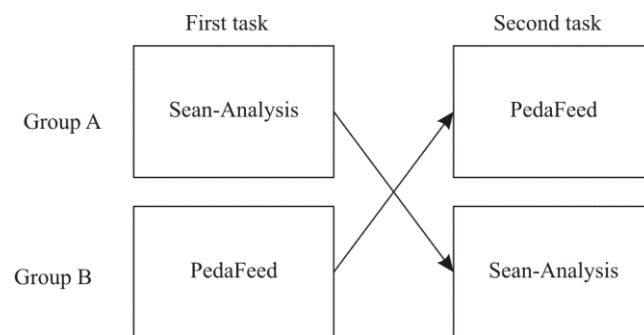 First task Second task
Group A Sean-Analysis PedaFeed
Group B PedaFeed Sean-Analysis